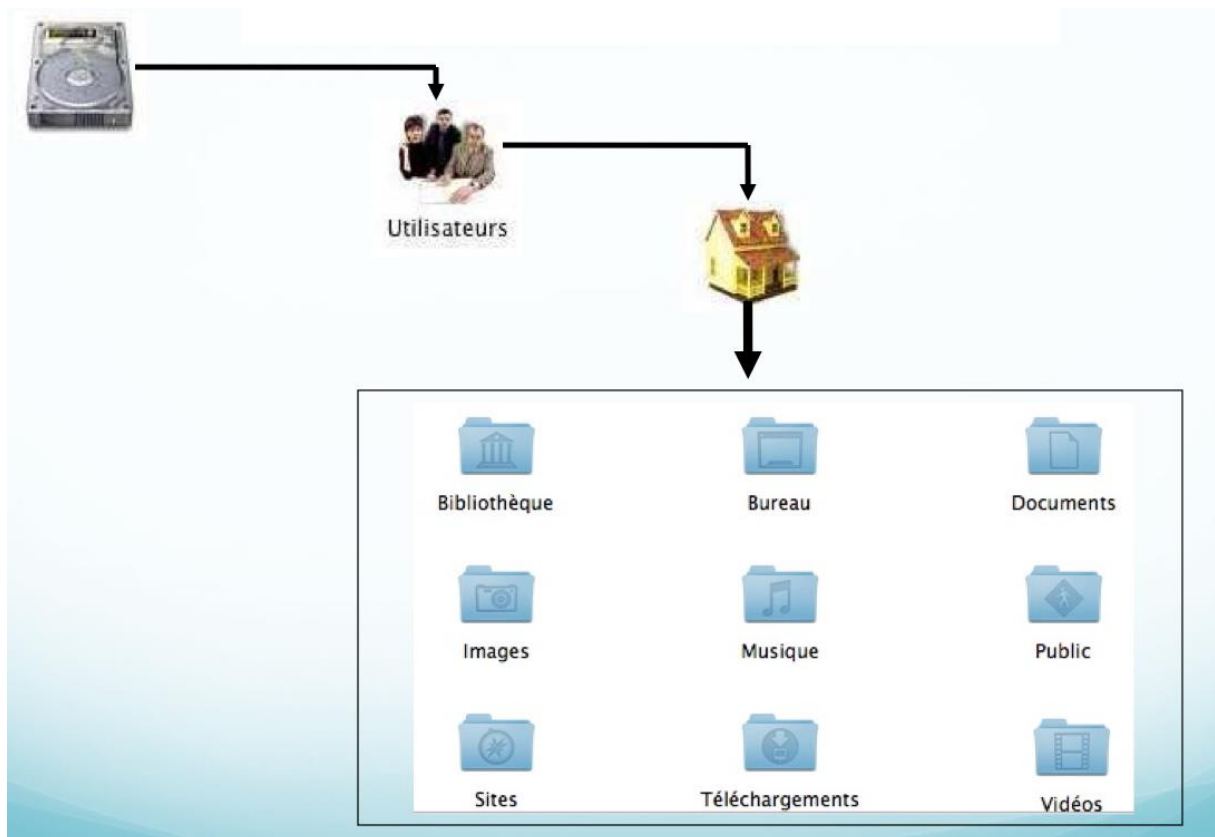 Utilisateurs
Bibliothèque
Bureau
Documents
Images
Musique
Public
Sites
Téléchargements
Vidéos